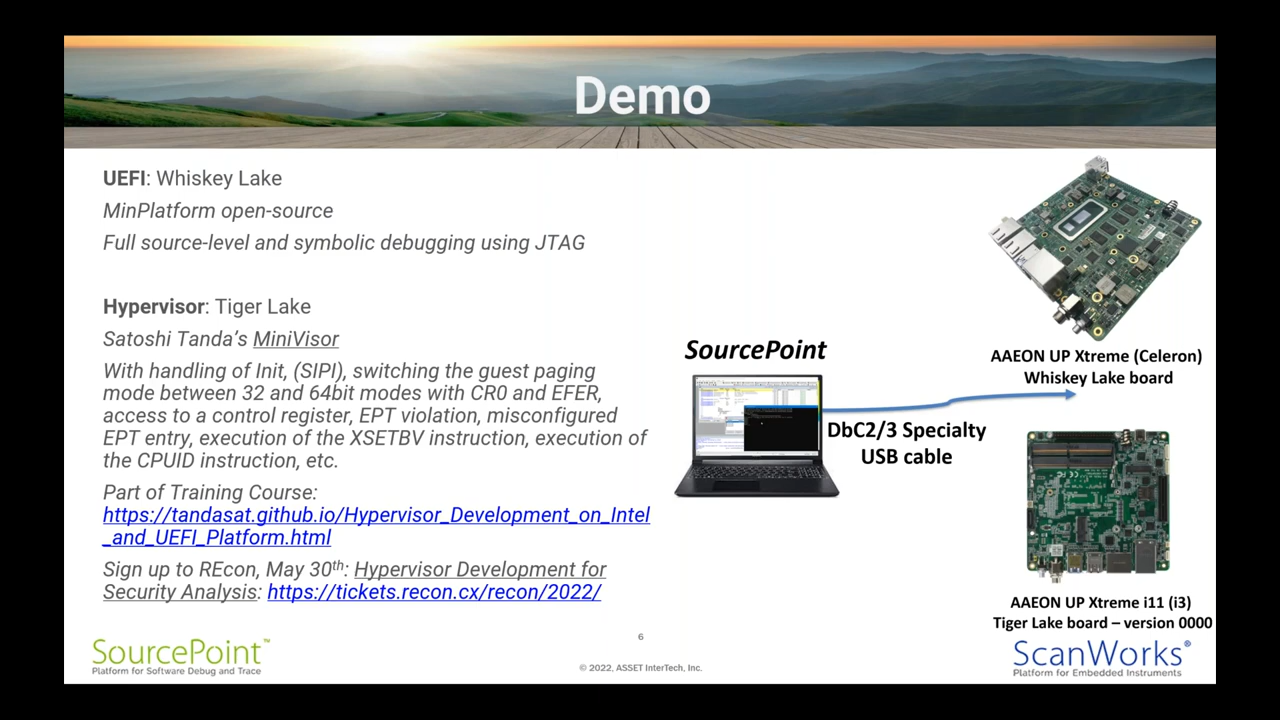 Demo
UEFI: Whiskey Lake
MinPlatform open-source
Full source-level and symbolic debugging using JTAG
Hypervisor: Tiger Lake
Satoshi Tanda’s MiniVisor
With handling of Init, (SIPI), switching the guest paging
mode between 32 and 64bit modes with CR0 and EFER,
access to a control register, EPT violation, misconfigured
EPT entry, execution of the XSETBV instruction, execution of
the CPUID instruction, etc.
Part of Training Course:
https://tandasat.github.io/Hypervisor_Development_on_Intel
_and_UEFI_Platform.html
Sign up to REcon, May 30th: Hypervisor Development for
Security Analysis: https://tickets.recon.cx/recon/2022/
SourcePoint
DbC2/3 Specialty
USB cable
AAEON UP Xtreme (Celeron)
Whiskey Lake board
AAEON UP Xtreme i11 (i3)
Tiger Lake board – version 0000
SourcePoint™
Platform for Software Debug and Trace
6
© 2022, ASSET InterTech, Inc.
ScanWorks®
Platform for Embedded Instruments